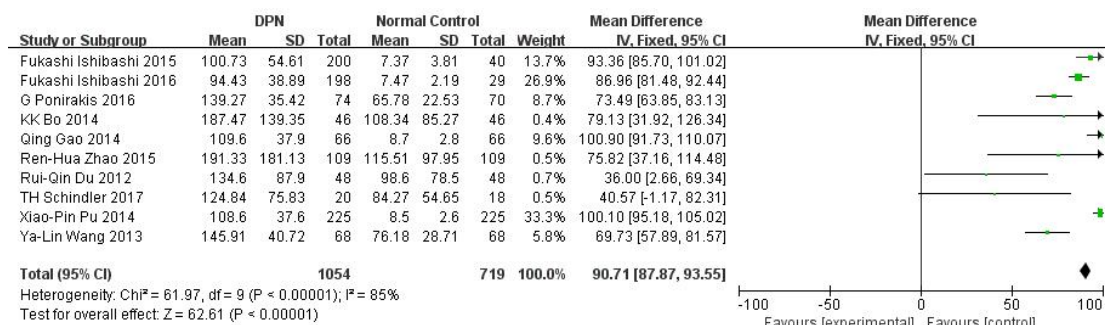 DPN Normal Control Mean Difference Mean Difference
Study or Subgroup Mean SD Total Mean SD Total Weight IV, Fixed, 95% CI IV, Fixed, 95% CI
Fukashi Ishibashi 2015 100.73 54.61 200 7.37 3.81 40 13.7% 93.36 [85.70, 101.02]
Fukashi Ishibashi 2016 94.43 38.89 198 7.47 2.19 29 26.9% 86.96 [81.48, 92.44]
G Ponirakis 2016 139.27 35.42 74 65.78 22.53 70 8.7% 73.49 [63.85, 83.13]
KK Bo 2014 187.47 139.35 46 108.34 85.27 46 0.4% 79.13 [31.92, 126.34]
Qing Gao 2014 109.6 37.9 66 8.7 2.8 66 9.6% 100.90 [91.73, 110.07]
Ren-Hua Zhao 2015 191.33 181.13 109 115.51 97.95 109 0.5% 75.82 [37.16, 114.48]
Rui-Qin Du 2012 134.6 87.9 48 98.6 78.5 48 0.7% 36.00 [2.66, 69.34]
TH Schindler 2017 124.84 75.83 20 84.27 54.65 18 0.5% 40.57 [-1.17, 82.31]
Xiao-Pin Pu 2014 108.6 37.6 225 8.5 2.6 225 33.3% 100.10 [95.18, 105.02]
Ya-Lin Wang 2013 145.91 40.72 68 76.18 28.71 68 5.8% 69.73 [57.89, 81.57]
Total (95% CI) 1054 719 100.0% 90.71 [87.87, 93.55]
Heterogeneity: Chi² = 61.97, df = 9 (P < 0.00001); I² = 85%
Test for overall effect: Z = 62.61 (P < 0.00001)
-100 -50 0 50 100
Favours [experimental] Favours [control]